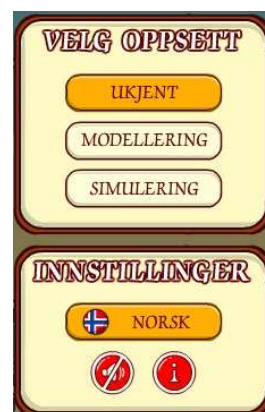 VELG OPPSETT
UKJENT
MODELLERING
SIMULERING
INNSTILLINGER
NORSK
i